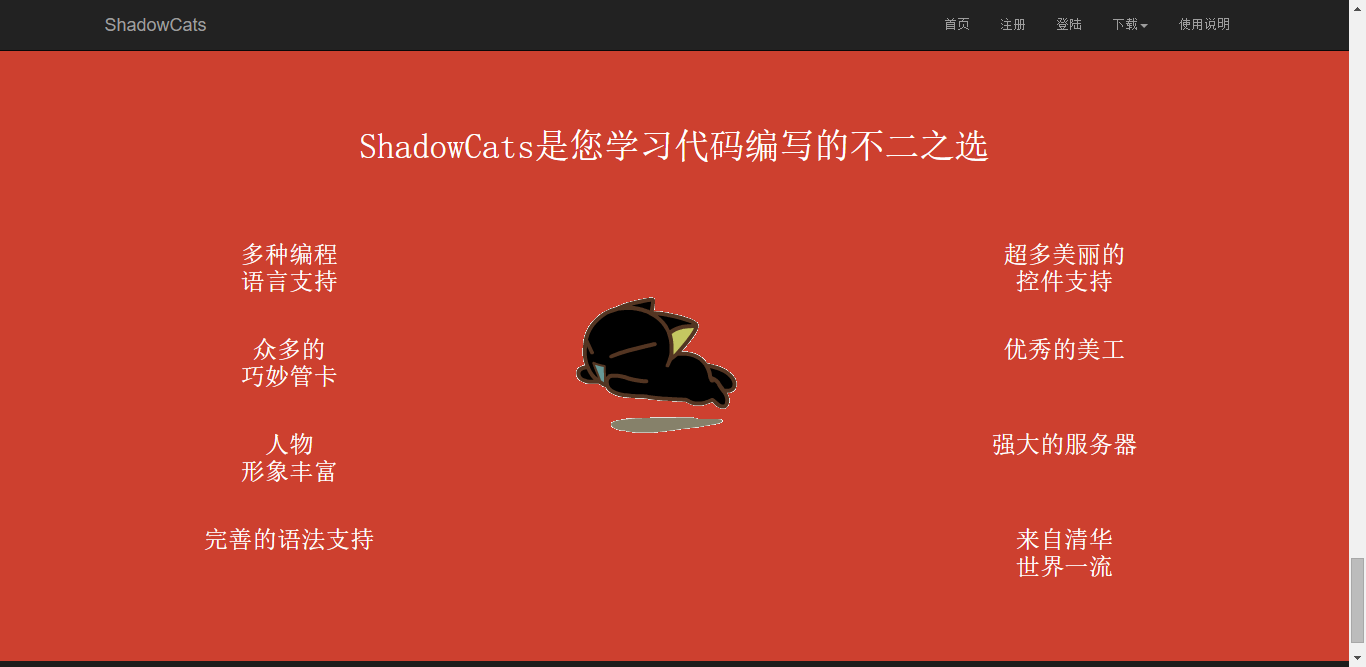 ShadowCats
首页 注册 登陆 下载 使用说明
ShadowCats是您学习代码编写的不二之选
多种编程
语言支持
众多的
巧妙管卡
人物
形象丰富
完善的语法支持
超多美丽的
控件支持
优秀的美工
强大的服务器
来自清华
世界一流